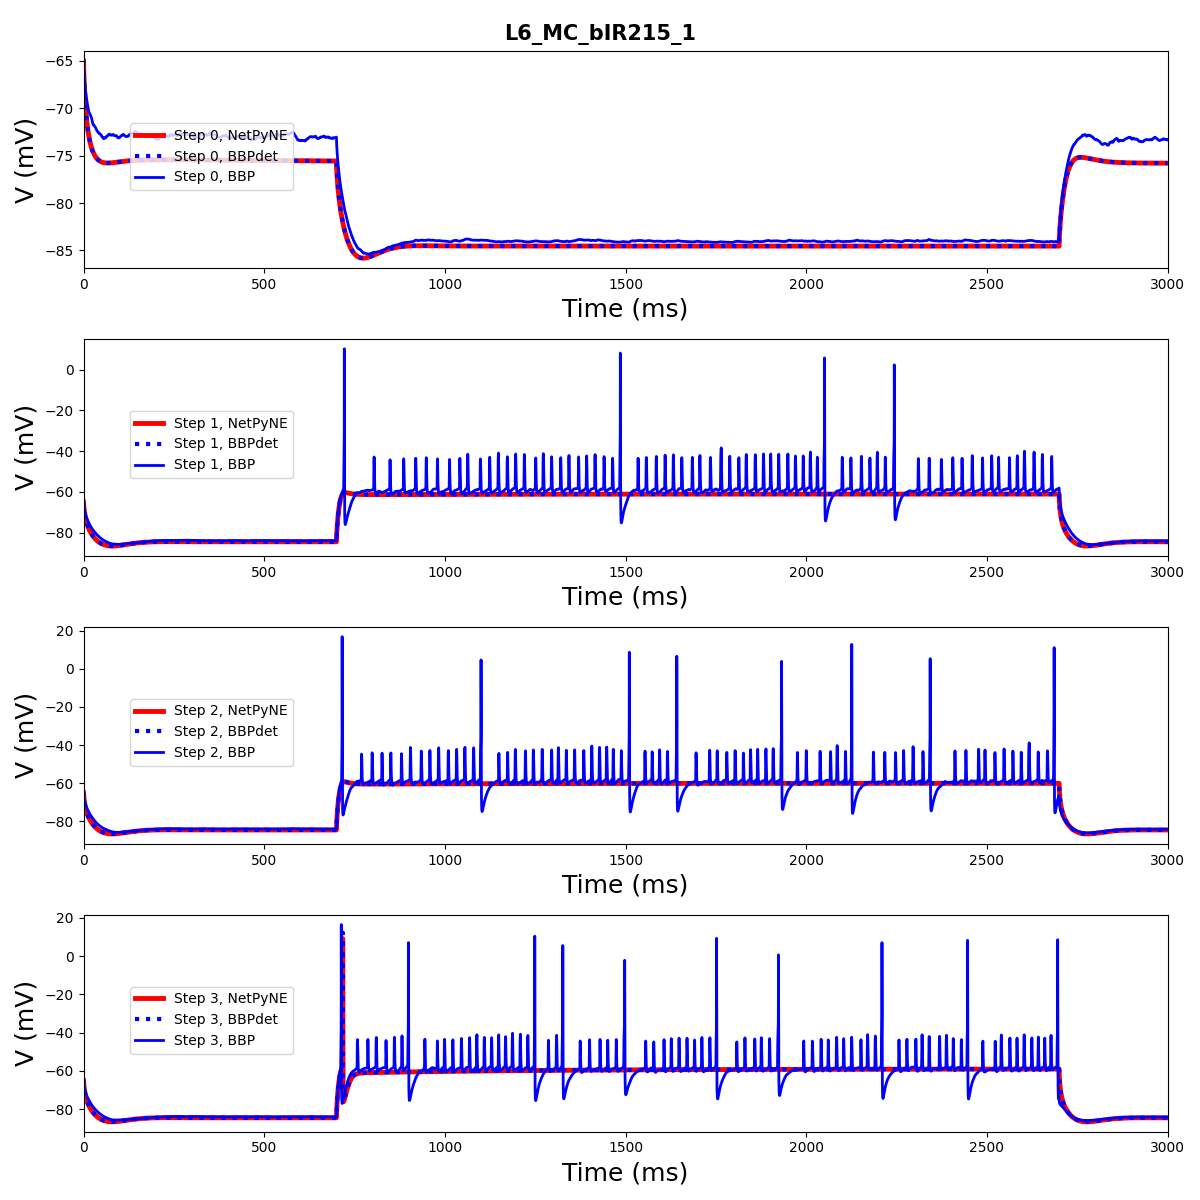 L6_MC_bIR215_1
V (mV)
−65
−70
−75
−80
−85
Step 0, NetPyNE
Step 0, BBPdet
Step 0, BBP
0 500 1000 1500 2000 2500 3000
Time (ms)
V (mV)
0
−20
−40
−60
−80
Step 1, NetPyNE
Step 1, BBPdet
Step 1, BBP
0 500 1000 1500 2000 2500 3000
Time (ms)
V (mV)
20
0
−20
−40
−60
−80
Step 2, NetPyNE
Step 2, BBPdet
Step 2, BBP
0 500 1000 1500 2000 2500 3000
Time (ms)
V (mV)
20
0
−20
−40
−60
−80
Step 3, NetPyNE
Step 3, BBPdet
Step 3, BBP
0 500 1000 1500 2000 2500 3000
Time (ms)